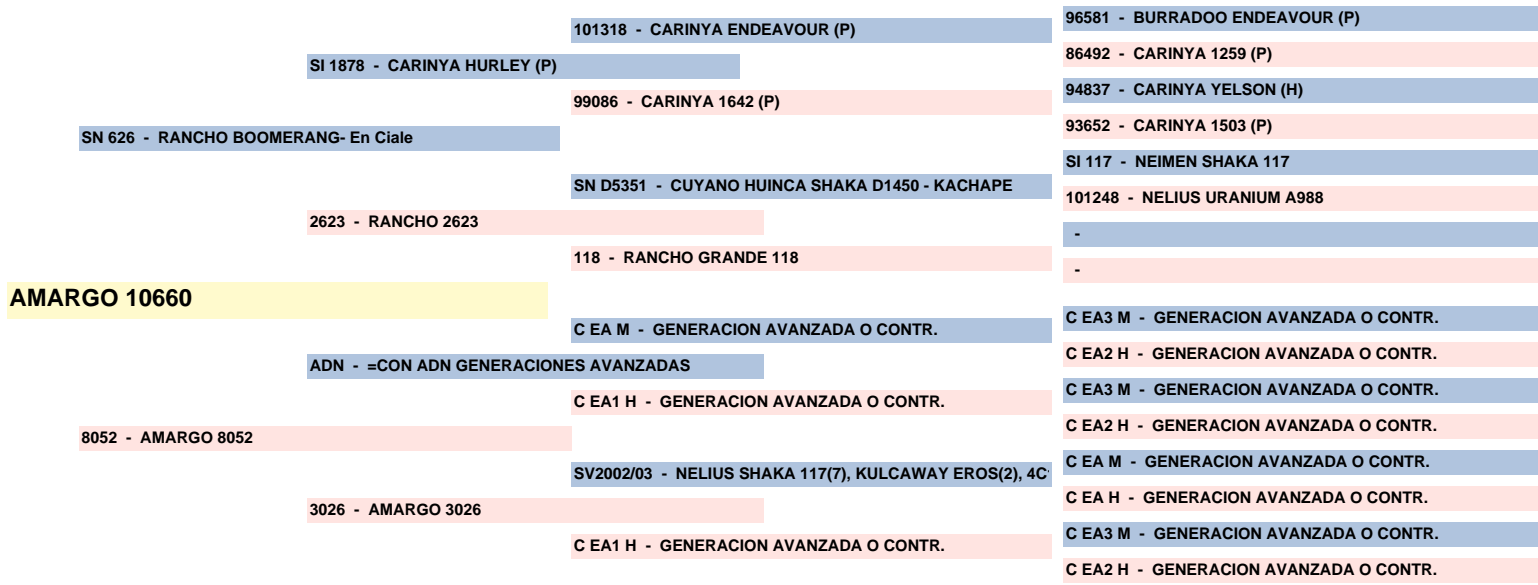 96581 - BURRADOO ENDEAVOUR (P)
101318 - CARINYA ENDEAVOUR (P)
86492 - CARINYA 1259 (P)
SI 1878 - CARINYA HURLEY (P)
94837 - CARINYA YELSON (H)
99086 - CARINYA 1642 (P)
93652 - CARINYA 1503 (P)
SN 626 - RANCHO BOOMERANG- En Ciale
SI 117 - NEIMEN SHAKA 117
SN D5351 - CUYANO HUINCA SHAKA D1450 - KACHAPE
101248 - NELIUS URANIUM A988
2623 - RANCHO 2623
-
118 - RANCHO GRANDE 118
-
AMARGO 10660
C EA3 M - GENERACION AVANZADA O CONTR.
C EA M - GENERACION AVANZADA O CONTR.
C EA2 H - GENERACION AVANZADA O CONTR.
ADN - =CON ADN GENERACIONES AVANZADAS
C EA3 M - GENERACION AVANZADA O CONTR.
C EA1 H - GENERACION AVANZADA O CONTR.
C EA2 H - GENERACION AVANZADA O CONTR.
8052 - AMARGO 8052
C EA M - GENERACION AVANZADA O CONTR.
SV2002/03 - NELIUS SHAKA 117(7), KULCAWAY EROS(2), 4C
C EA H - GENERACION AVANZADA O CONTR.
3026 - AMARGO 3026
C EA3 M - GENERACION AVANZADA O CONTR.
C EA1 H - GENERACION AVANZADA O CONTR.
C EA2 H - GENERACION AVANZADA O CONTR.